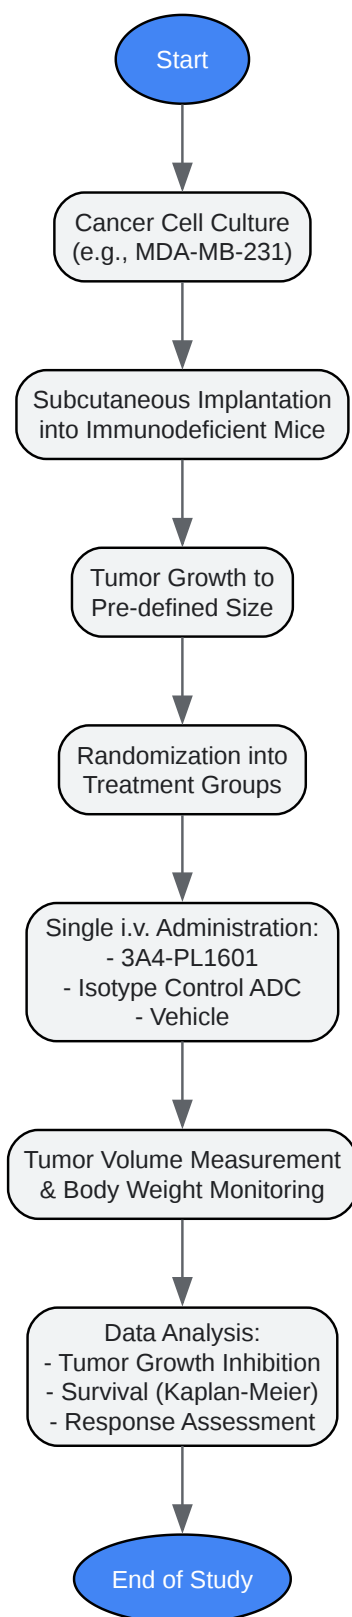 Start
Cancer Cell Culture
(e.g., MDA-MB-231)
Subcutaneous Implantation
into Immunodeficient Mice
Tumor Growth to
Pre-defined Size
Randomization into
Treatment Groups
Single i.v. Administration:
- 3A4-PL1601
- Isotype Control ADC
- Vehicle
Tumor Volume Measurement
& Body Weight Monitoring
Data Analysis:
- Tumor Growth Inhibition
- Survival (Kaplan-Meier)
- Response Assessment
End of Study